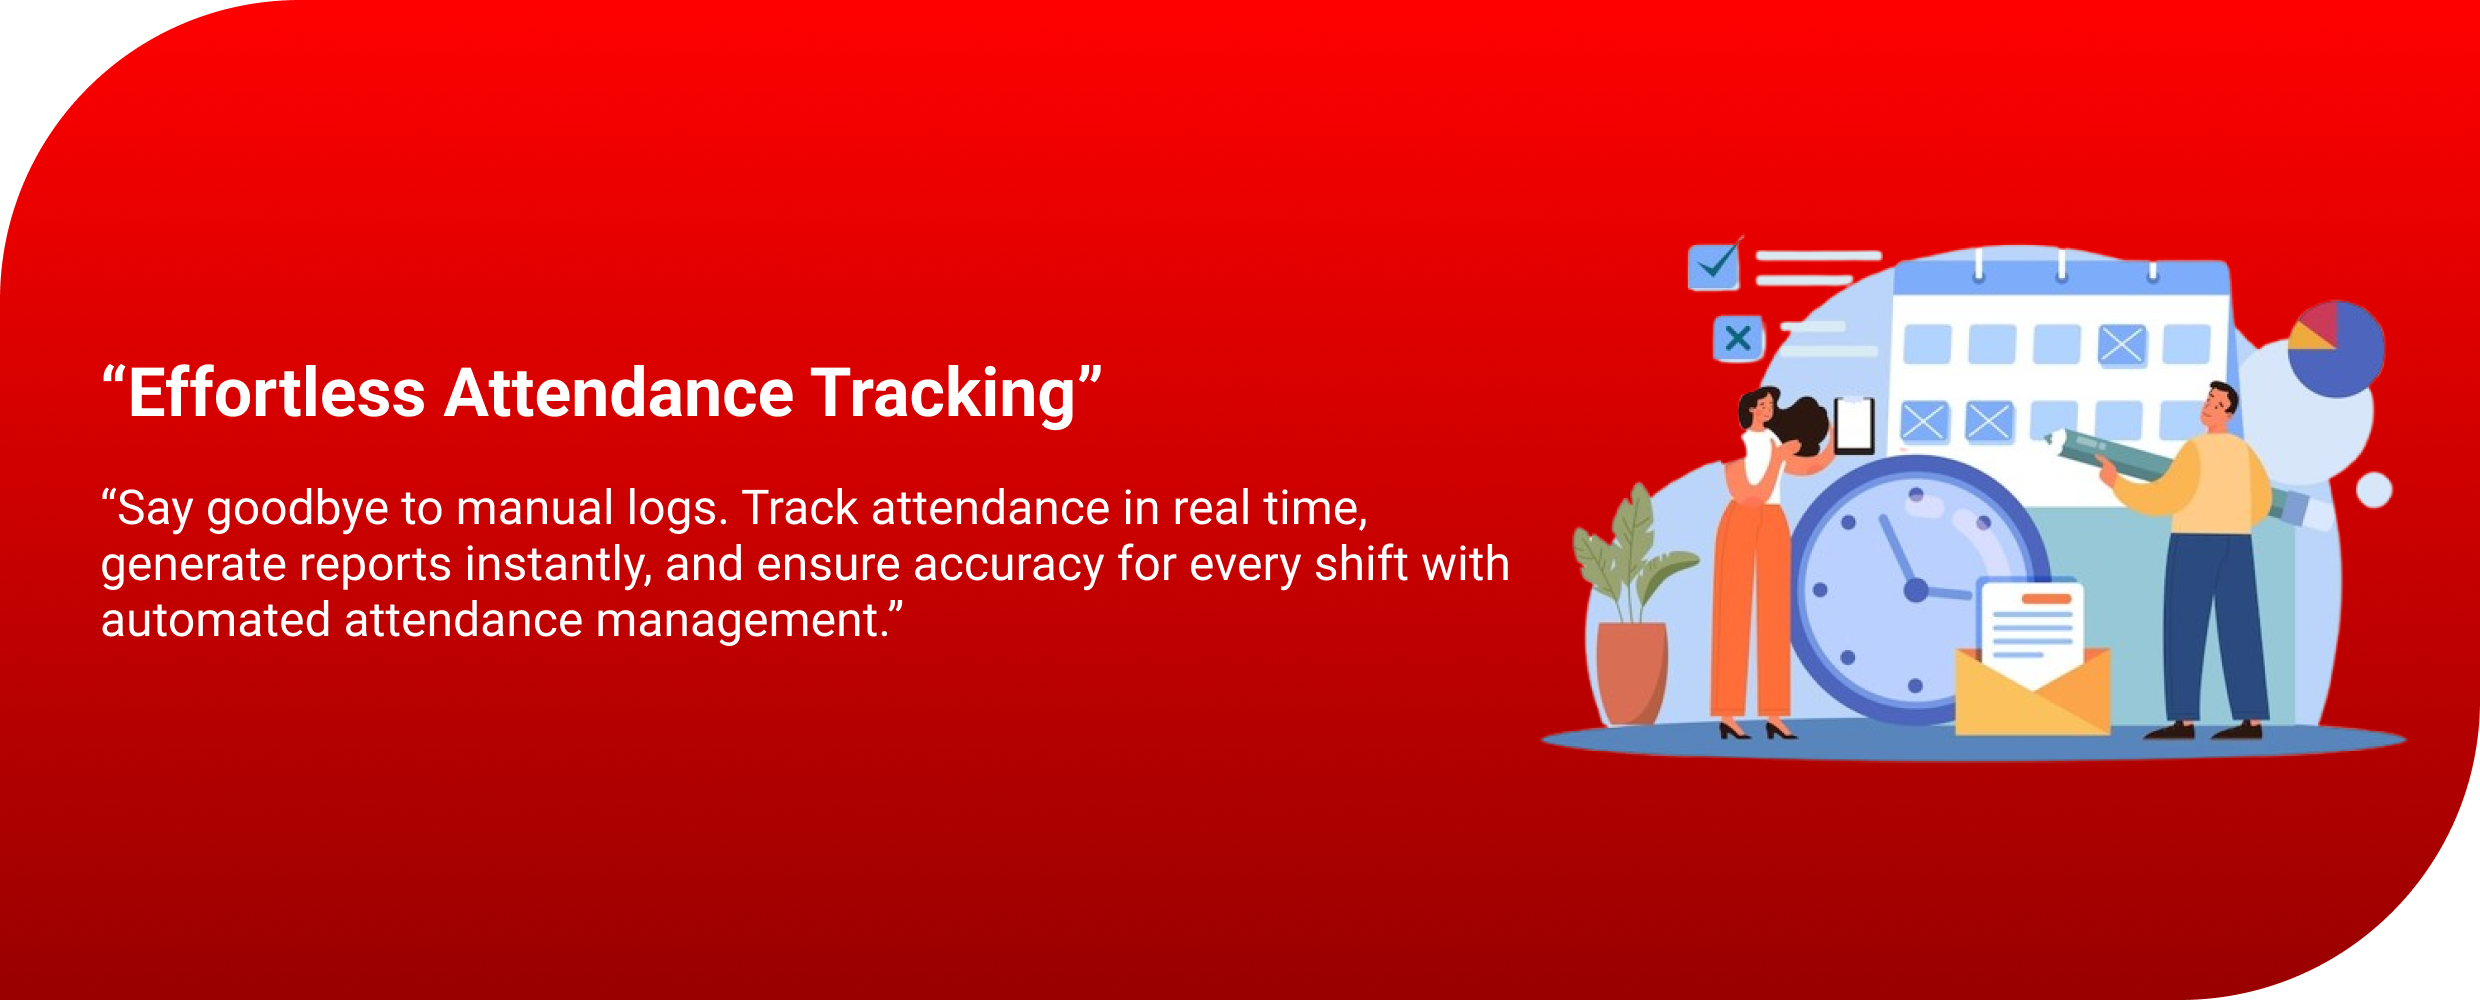 “Effortless Attendance Tracking”
“Say goodbye to manual logs. Track attendance in real time,
generate reports instantly, and ensure accuracy for every shift with
automated attendance management.”